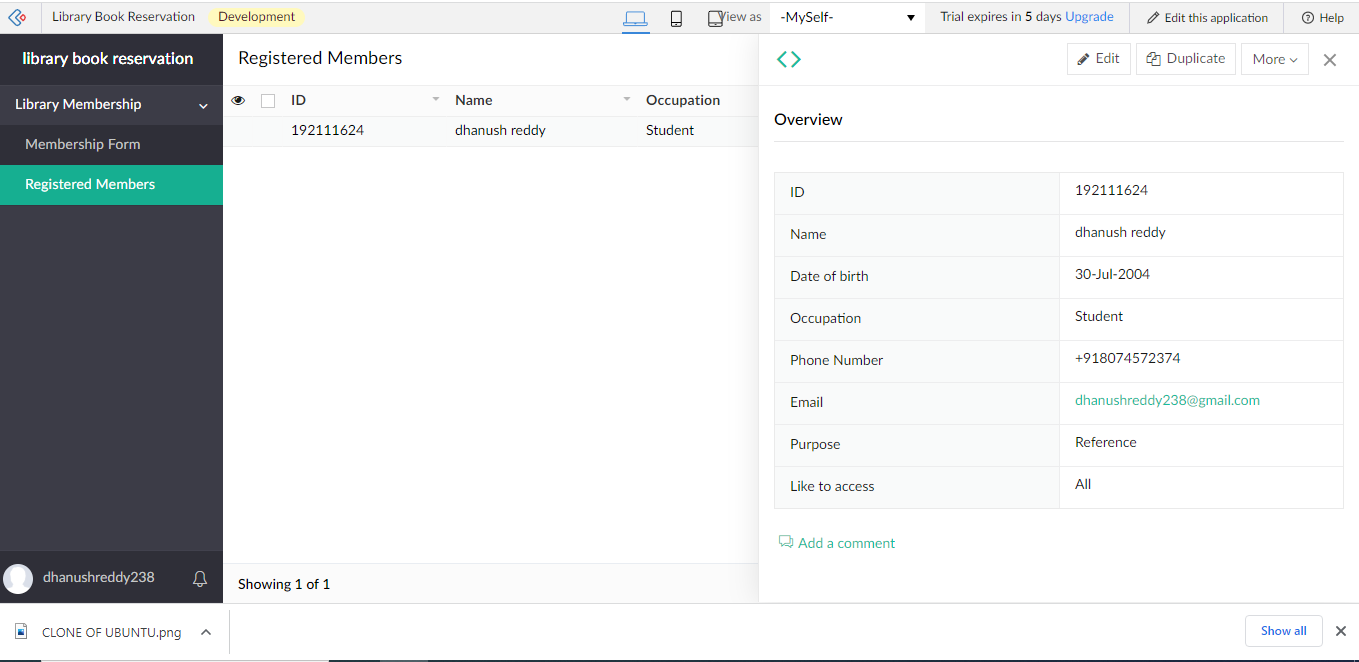 Library Book Reservation Development View as -MySelf- Trial expires in 5 days Upgrade Edit this application Help
library book reservation
Library Membership
Membership Form
Registered Members
dhanushreddy238
Registered Members
ID Name Occupation
192111624 dhanush reddy Student
Showing 1 of 1
Edit Duplicate More
Overview
ID 192111624
Name dhanush reddy
Date of birth 30-Jul-2004
Occupation Student
Phone Number +918074572374
Email dhanushreddy238@gmail.com
Purpose Reference
Like to access All
Add a comment
CLONE OF UBUNTU.png Show all